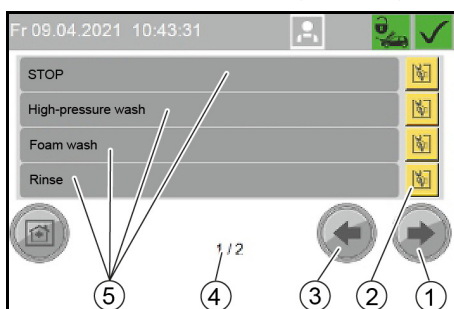 Fr 09.04.2021 10:43:31
STOP
High-pressure wash
Foam wash
Rinse
1 / 2
5
4
3
2
1